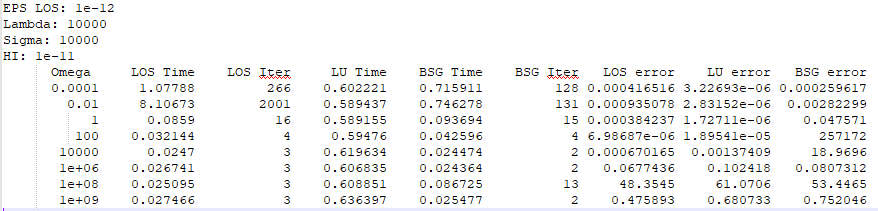 EPS LOS: 1e-12
Lambda: 10000
Sigma: 10000
HI: 1e-11
Omega LOS Time LOS Iter LU Time BSG Time BSG Iter LOS error LU error BSG error
0.0001 1.07788 266 0.602221 0.715911 128 0.000416516 3.22693e-06 0.000259617
0.01 8.10673 2001 0.589437 0.746278 131 0.000935078 2.83152e-06 0.00282299
1 0.0859 16 0.589155 0.093694 15 0.000384237 1.72711e-06 0.047571
100 0.032144 4 0.59476 0.042596 4 6.98687e-06 1.89541e-05 257172
10000 0.0247 3 0.619634 0.024474 2 0.000670165 0.00137409 18.9696
1e+06 0.026741 3 0.606835 0.024364 2 0.0677436 0.102418 0.0807312
1e+08 0.025095 3 0.608851 0.086725 13 48.3545 61.0706 53.4465
1e+09 0.027466 3 0.636397 0.025477 2 0.475893 0.680733 0.752046